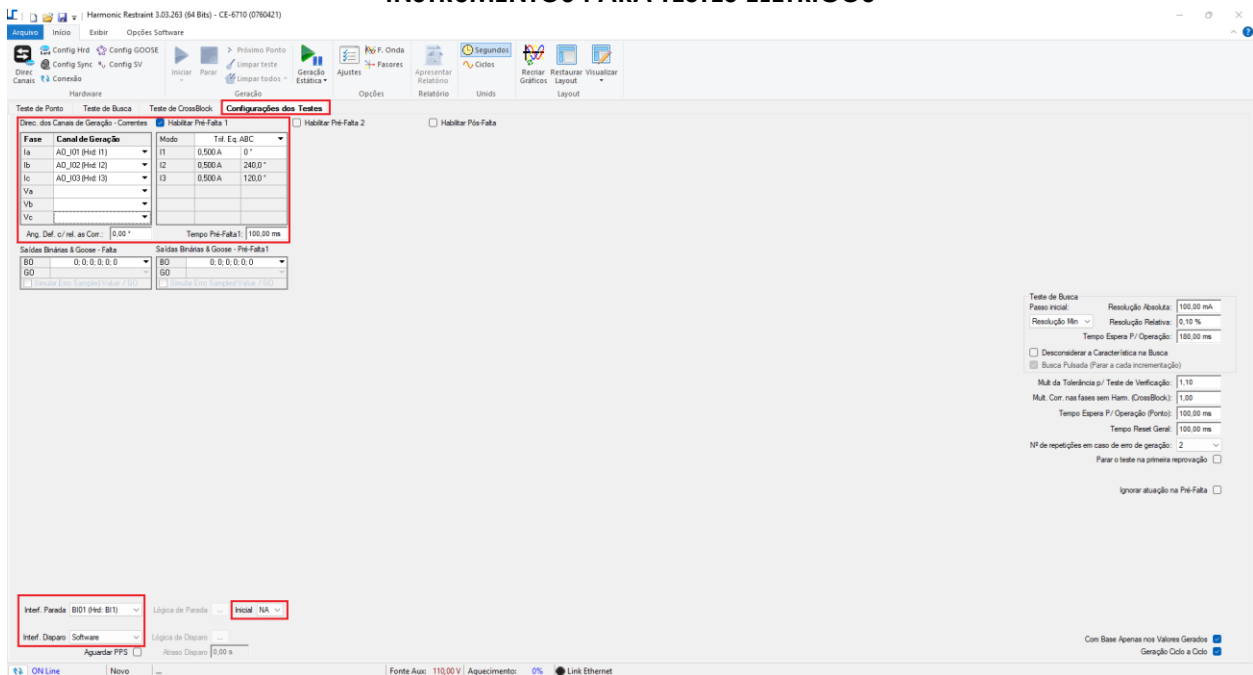 INSTRUMENTOS PARA TESTES ELÉTRICOS
Harmonic Restraint 3.03.263 (64 Bits) - CE-6710 (0760421)
Arquivo Início Exibir Opções Software
Direc Canais
Config Hrd Config GOOSE
Config Sync Config SV
Conexão
Hardware
Iniciar Parar
Próximo Ponto
Limpar teste
Limpar todos
Geração Estática
Geração
Ajustes
F. Onda
Fasores
Opções
Apresentar Relatório
Relatório
Segundos
Ciclos
Unids
Recriar Gráficos
Restaurar Layout
Visualizar
Layout
Teste de Ponto Teste de Busca Teste de CrossBlock Configurações dos Testes
Direc. dos Canais de Geração - Correntes Habilitar Pré-Falta 1 Habilitar Pré-Falta 2 Habilitar Pós-Falta
Fase Canal de Geração Modo Trif. Eq. ABC
Ia AO_I01 (Hrd: I1) I1 0,500 A 0 °
Ib AO_I02 (Hrd: I2) I2 0,500 A 240,0 °
Ic AO_I03 (Hrd: I3) I3 0,500 A 120,0 °
Va
Vb
Vc
Ang. Def. c/ rel. as Corr.: 0,00 ° Tempo Pré-Falta1: 100,00 ms
Saídas Binárias & Goose - Falta Saídas Binárias & Goose - Pré-Falta1
BO 0; 0; 0; 0; 0; 0 BO 0; 0; 0; 0; 0; 0
GO GO
Simular Erro Sampled Value / GO Simular Erro Sampled Value / GO
Teste de Busca
Passo inicial: Resolução Absoluta: 100,00 mA
Resolução Min Resolução Relativa: 0,10 %
Tempo Espera P/ Operação: 180,00 ms
Desconsiderar a Característica na Busca
Busca Pulsada (Parar a cada incrementação)
Mult da Tolerância p/ Teste de Verificação: 1,10
Mult. Corr. nas fases sem Harm. (CrossBlock): 1,00
Tempo Espera P/ Operação (Ponto): 100,00 ms
Tempo Reset Geral: 100,00 ms
Nº de repetições em caso de erro de geração: 2
Parar o teste na primeira reprovação
Ignorar atuação na Pré-Falta
Interf. Parada BI01 (Hrd: BI1) Lógica de Parada ... Inicial NA
Interf. Disparo Software Lógica de Disparo ...
Aguardar PPS Atraso Disparo 0,00 s
Com Base Apenas nos Valores Gerados
Geração Ciclo a Ciclo
ON Line Novo ... Fonte Aux: 110,00 V Aquecimento: 0% Link Ethernet